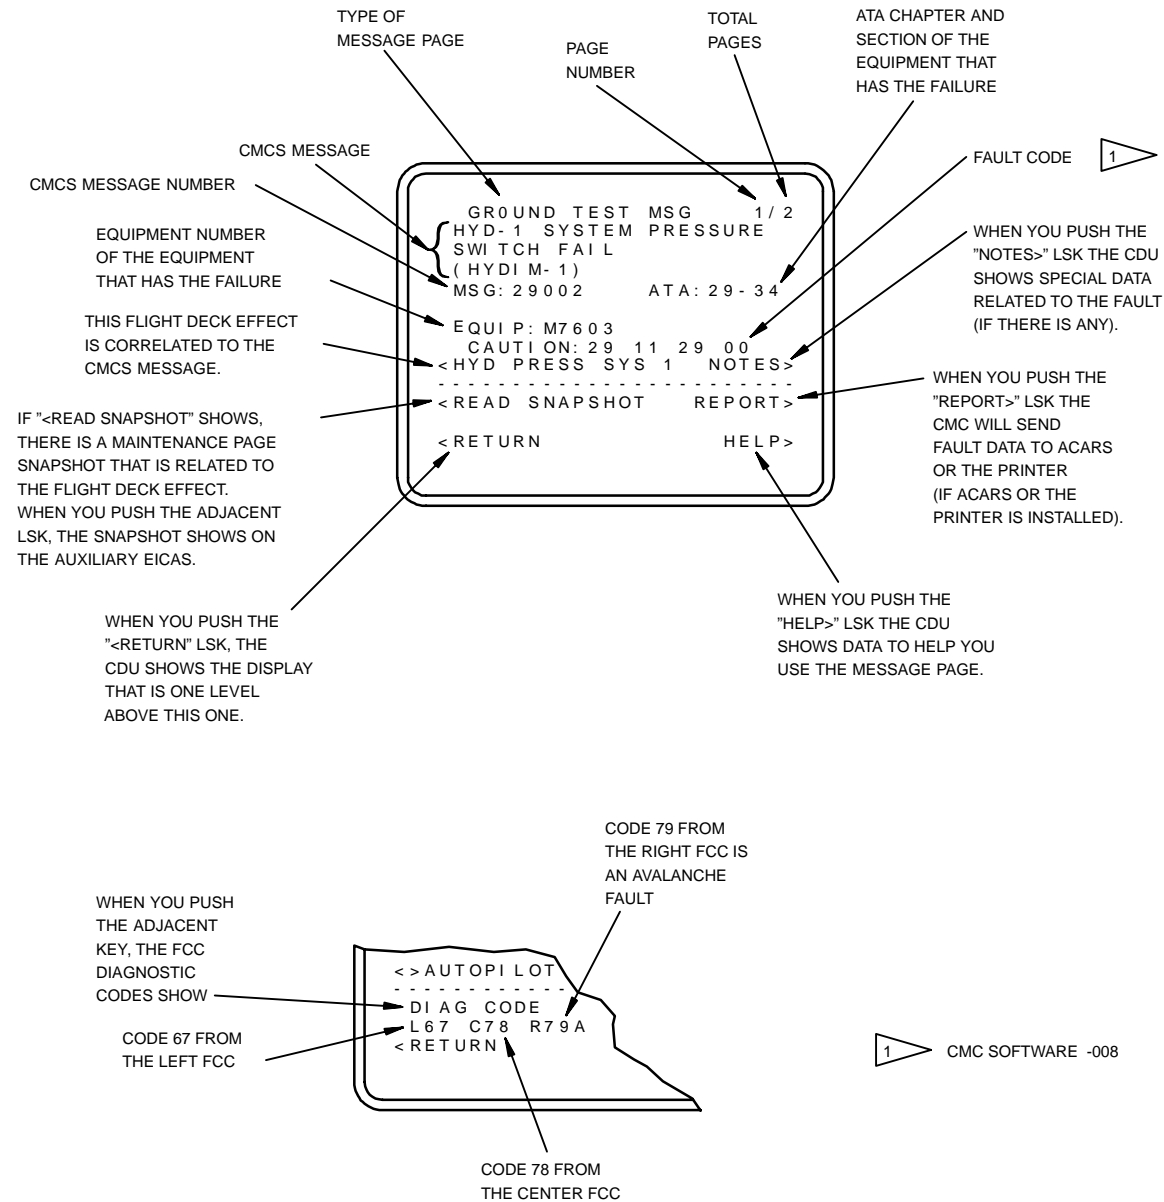 TYPE OF
MESSAGE PAGE
PAGE
NUMBER
TOTAL
PAGES
ATA CHAPTER AND
SECTION OF THE
EQUIPMENT THAT
HAS THE FAILURE
CMCS MESSAGE
CMCS MESSAGE NUMBER
EQUIPMENT NUMBER
OF THE EQUIPMENT
THAT HAS THE FAILURE
THIS FLIGHT DECK EFFECT
IS CORRELATED TO THE
CMCS MESSAGE.
IF "<READ SNAPSHOT" SHOWS,
THERE IS A MAINTENANCE PAGE
SNAPSHOT THAT IS RELATED TO
THE FLIGHT DECK EFFECT.
WHEN YOU PUSH THE ADJACENT
LSK, THE SNAPSHOT SHOWS ON
THE AUXILIARY EICAS.
WHEN YOU PUSH THE
"<RETURN" LSK, THE
CDU SHOWS THE DISPLAY
THAT IS ONE LEVEL
ABOVE THIS ONE.
GR0UND TEST MSG 1/2
HYD-1 SYSTEM PRESSURE
SWITCH FAIL
(HYDIM-1)
MSG:29002 ATA:29-34
EQUIP:M7603
CAUTION:29 11 29 00
<HYD PRESS SYS 1 NOTES>
- - - - - - - - - - - - - - - - - - - - - - - -
<READ SNAPSHOT REPORT>
<RETURN HELP>
FAULT CODE 1
WHEN YOU PUSH THE
"NOTES>" LSK THE CDU
SHOWS SPECIAL DATA
RELATED TO THE FAULT
(IF THERE IS ANY).
WHEN YOU PUSH THE
"REPORT>" LSK THE
CMC WILL SEND
FAULT DATA TO ACARS
OR THE PRINTER
(IF ACARS OR THE
PRINTER IS INSTALLED).
WHEN YOU PUSH THE
"HELP>" LSK THE CDU
SHOWS DATA TO HELP YOU
USE THE MESSAGE PAGE.
CODE 79 FROM
THE RIGHT FCC IS
AN AVALANCHE
FAULT
WHEN YOU PUSH
THE ADJACENT
KEY, THE FCC
DIAGNOSTIC
CODES SHOW
CODE 67 FROM
THE LEFT FCC
<>AUTOPILOT
- - - - - - - - - - - -
DIAG CODE
L67 C78 R79A
<RETURN
CODE 78 FROM
THE CENTER FCC
1 CMC SOFTWARE -008